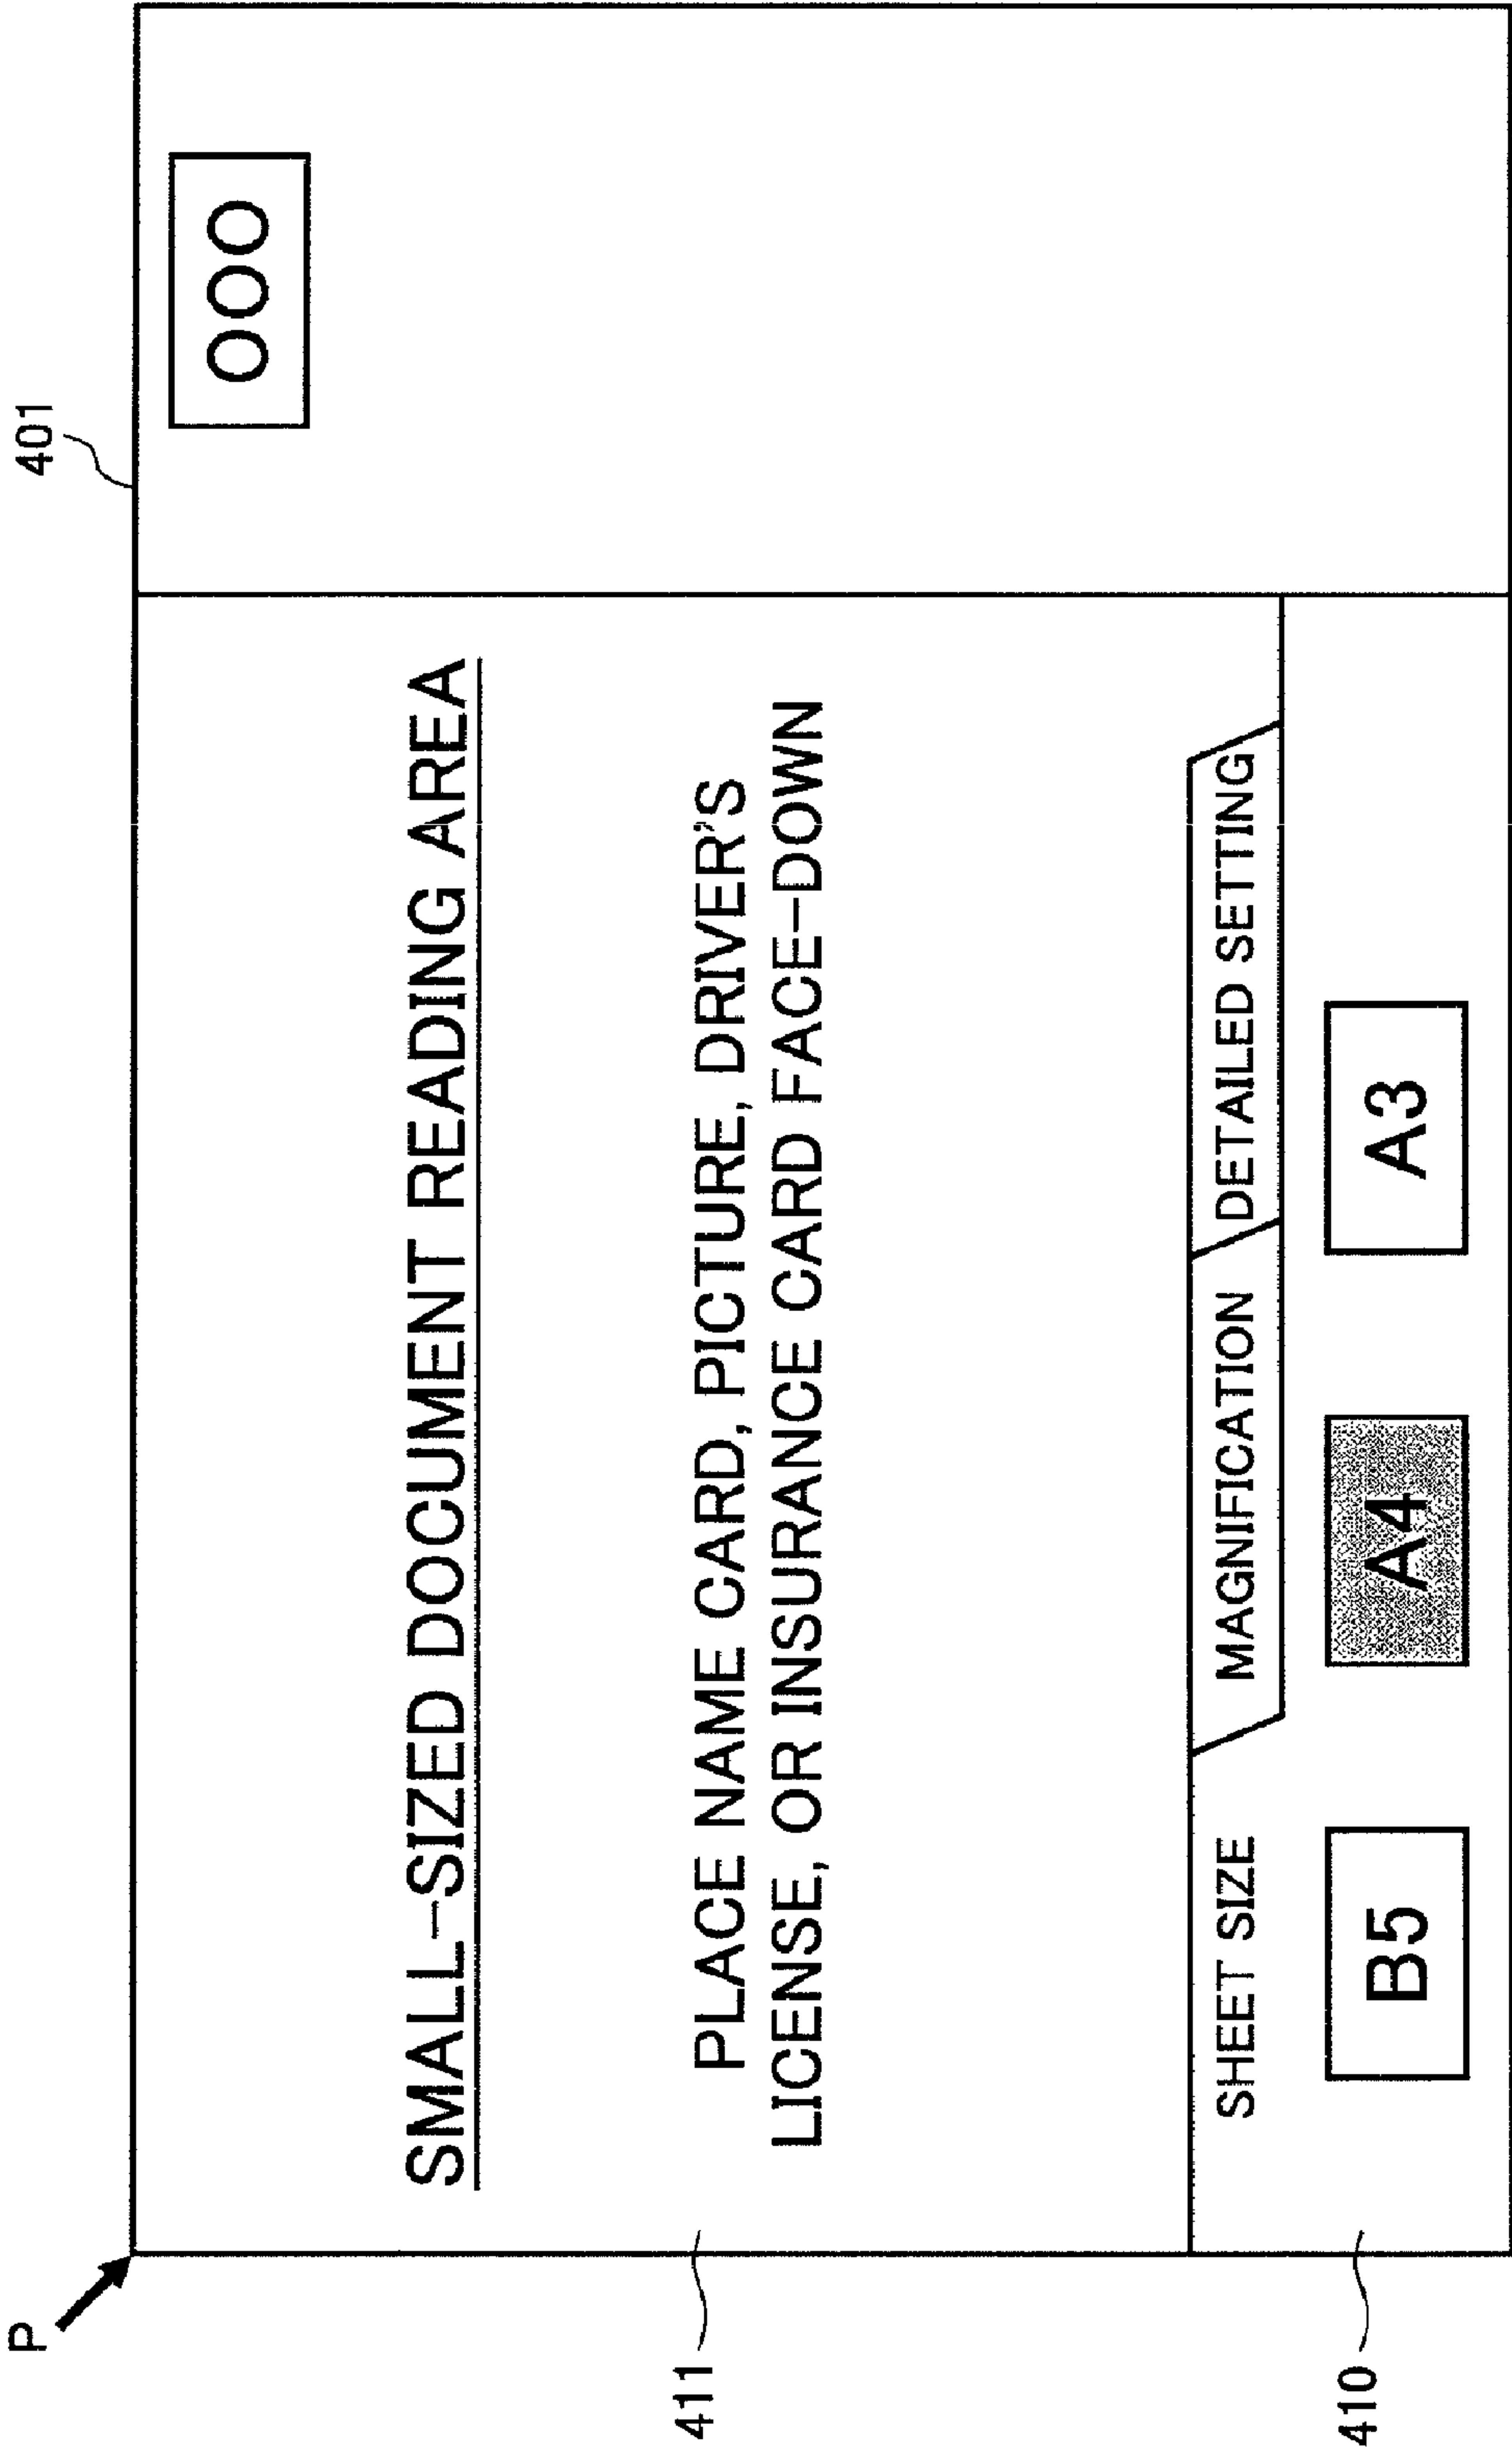 P
401
OOO
SMALL-SIZED DOCUMENT READING AREA
411
PLACE NAME CARD, PICTURE, DRIVER'S
LICENSE, OR INSURANCE CARD FACE-DOWN
SHEET SIZE
MAGNIFICATION
DETAILED SETTING
410
B5
A4
A3